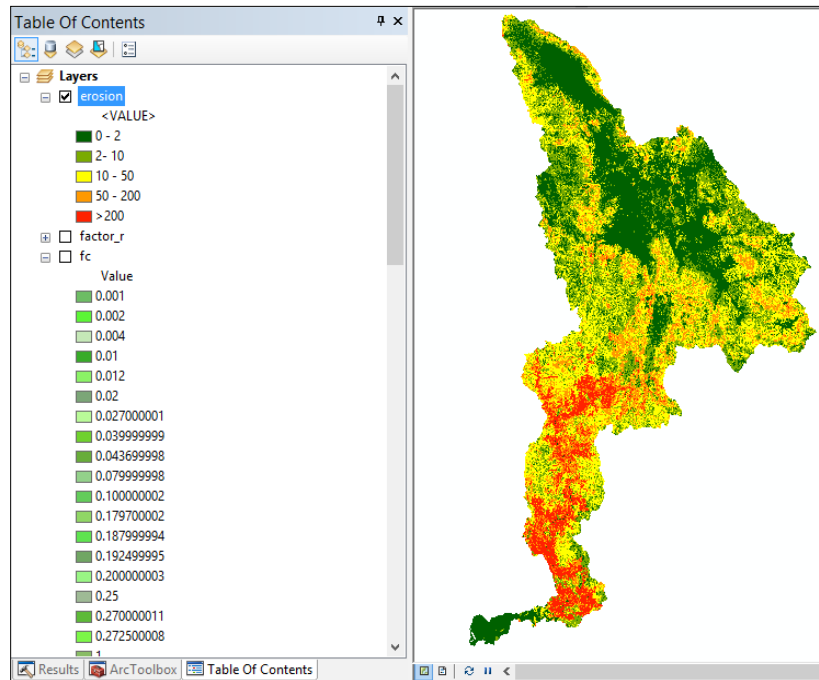 Table Of Contents
Layers
erosion
<VALUE>
0 - 2
2- 10
10 - 50
50 - 200
>200
factor_r
fc
Value
0.001
0.002
0.004
0.01
0.012
0.02
0.027000001
0.039999999
0.043699998
0.079999998
0.100000002
0.179700002
0.187999994
0.192499995
0.200000003
0.25
0.270000011
0.272500008
1
Results ArcToolbox Table Of Contents